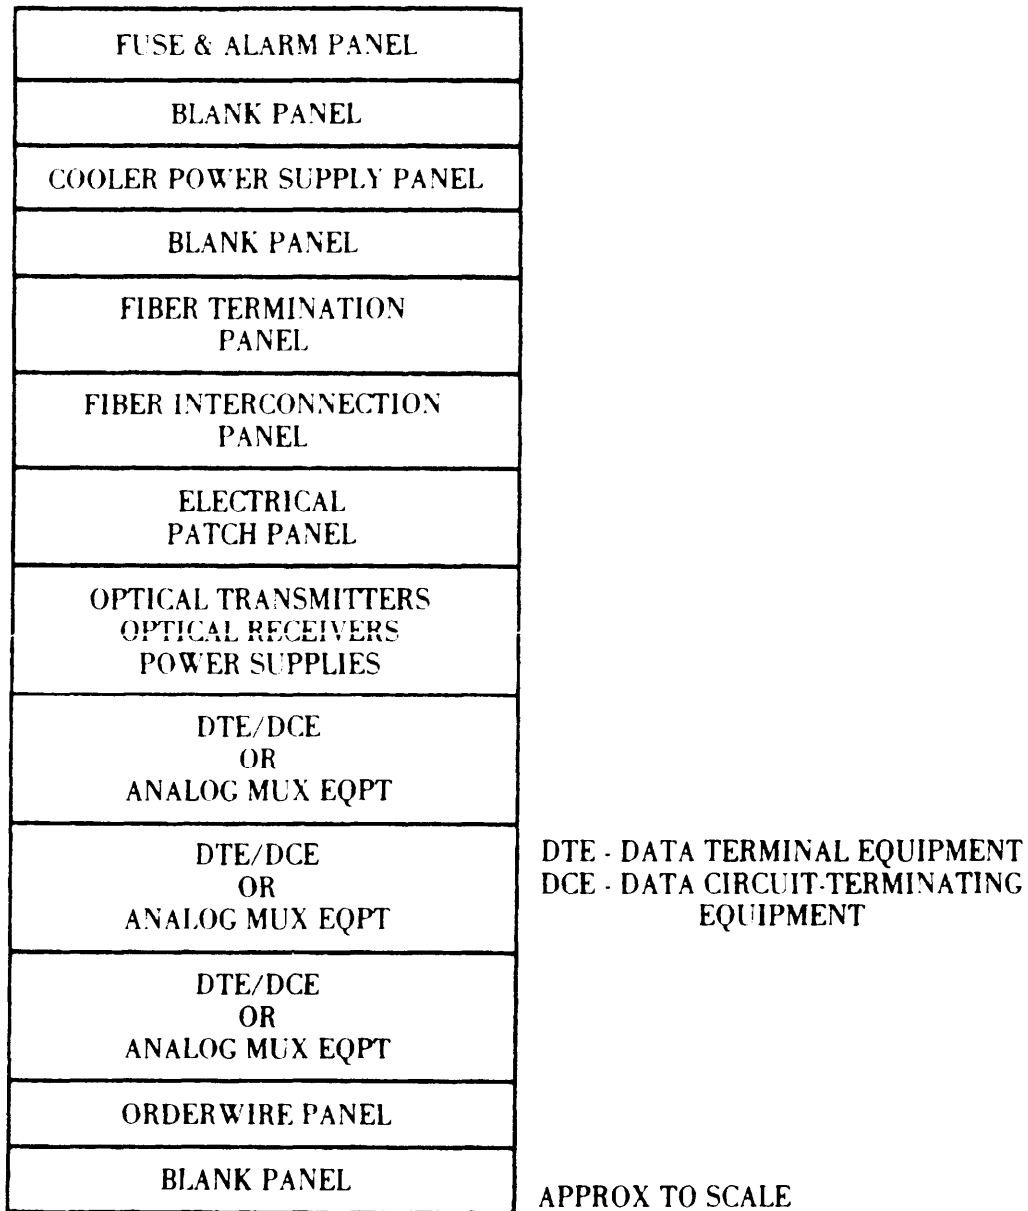 FUSE & ALARM PANEL
BLANK PANEL
COOLER POWER SUPPLY PANEL
BLANK PANEL
FIBER TERMINATION
PANEL
FIBER INTERCONNECTION
PANEL
ELECTRICAL
PATCH PANEL
OPTICAL TRANSMITTERS
OPTICAL RECEIVERS
POWER SUPPLIES
DTE/DCE
OR
ANALOG MUX EQPT
DTE/DCE
OR
ANALOG MUX EQPT
DTE - DATA TERMINAL EQUIPMENT
DCE - DATA CIRCUIT-TERMINATING
EQUIPMENT
DTE/DCE
OR
ANALOG MUX EQPT
ORDERWIRE PANEL
BLANK PANEL
APPROX TO SCALE